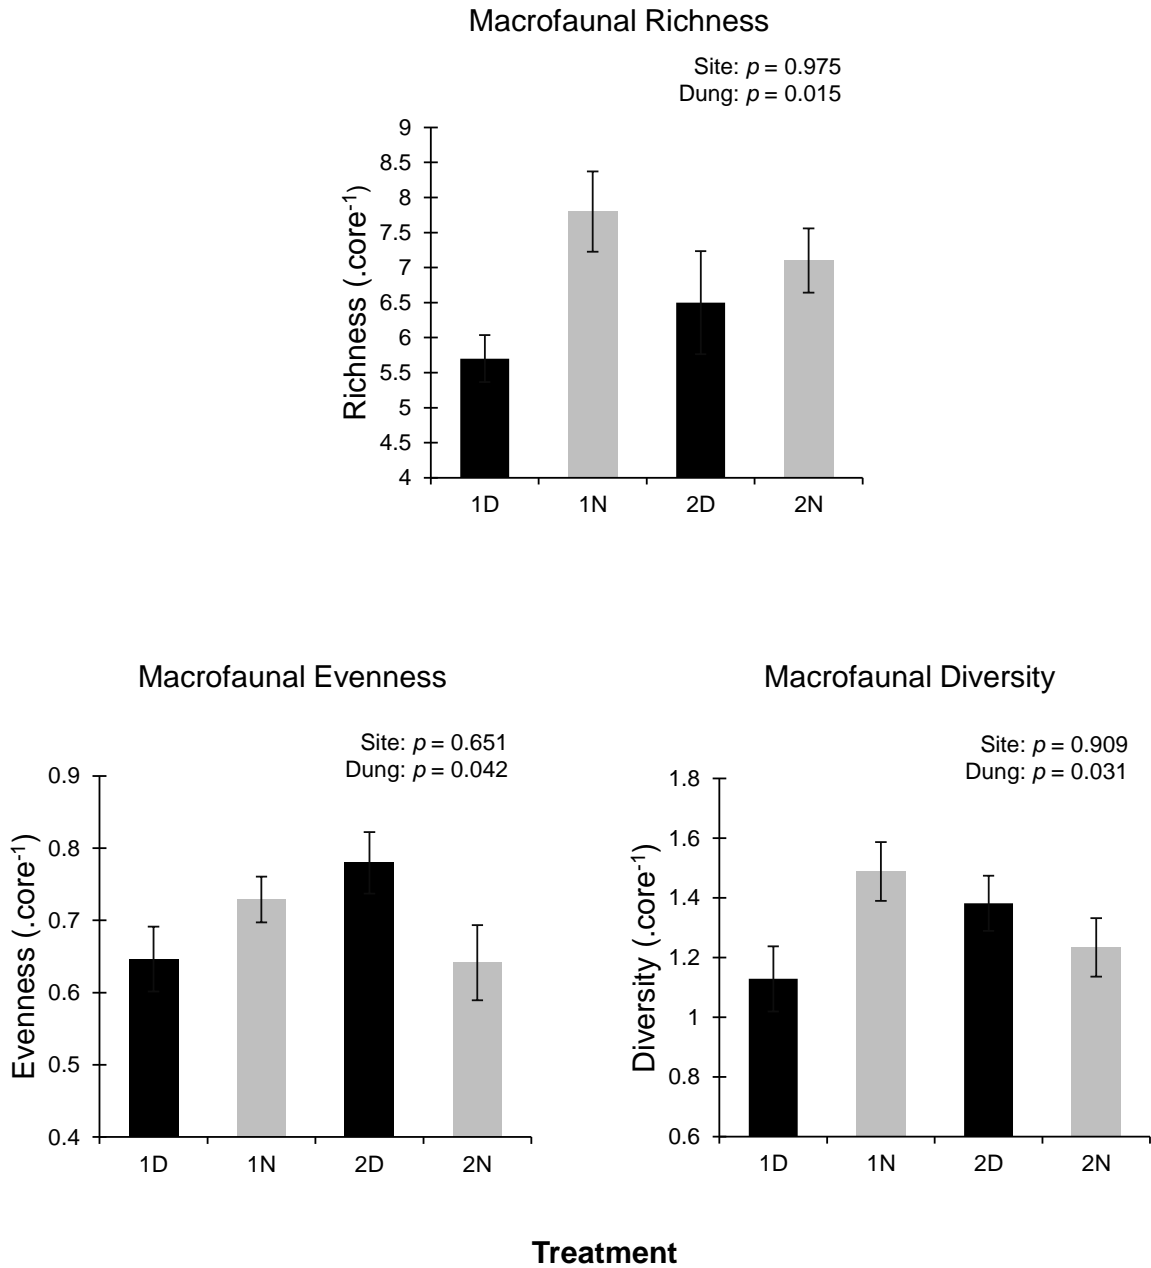 Macrofaunal Richness
Site: p = 0.975
Dung: p = 0.015
Richness (.core-1)
9
8.5
8
7.5
7
6.5
6
5.5
5
4.5
4
1D 1N 2D 2N
Macrofaunal Evenness
Site: p = 0.651
Dung: p = 0.042
Evenness (.core-1)
0.9
0.8
0.7
0.6
0.5
0.4
1D 1N 2D 2N
Macrofaunal Diversity
Site: p = 0.909
Dung: p = 0.031
Diversity (.core-1)
1.8
1.6
1.4
1.2
1
0.8
0.6
1D 1N 2D 2N
Treatment